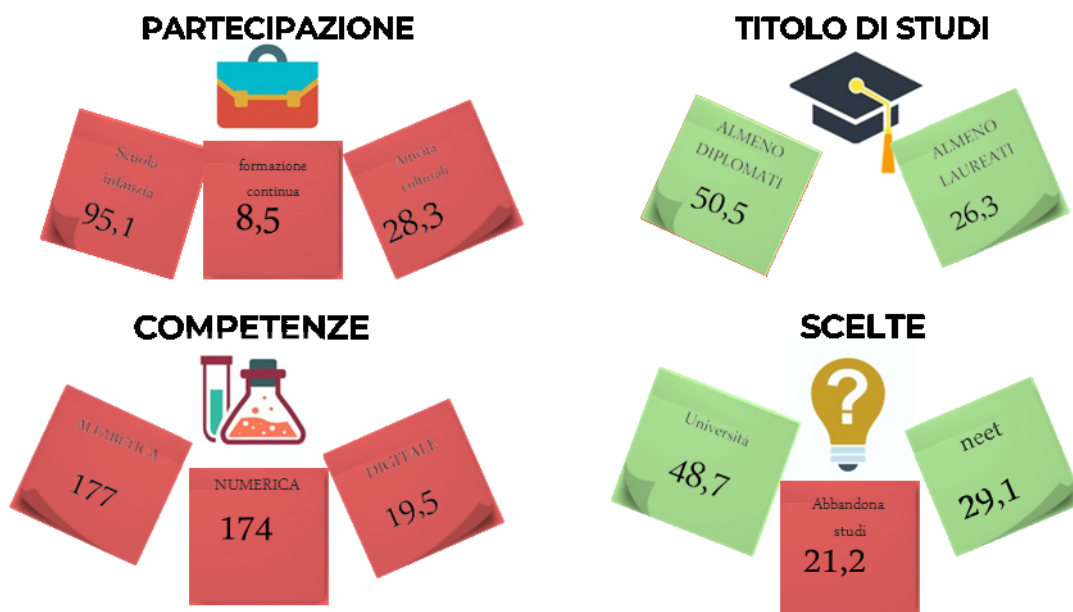 PARTECIPAZIONE
Scuola
infanzia
95,1
formazione
continua
8,5
Attività
culturali
28,3
TITOLO DI STUDI
ALMENO
DIPLOMATI
50,5
ALMENO
LAUREATI
26,3
COMPETENZE
ALFABETICA
177
NUMERICA
174
DIGITALE
19,5
SCELTE
Università
48,7
Abbandona
studi
21,2
neet
29,1